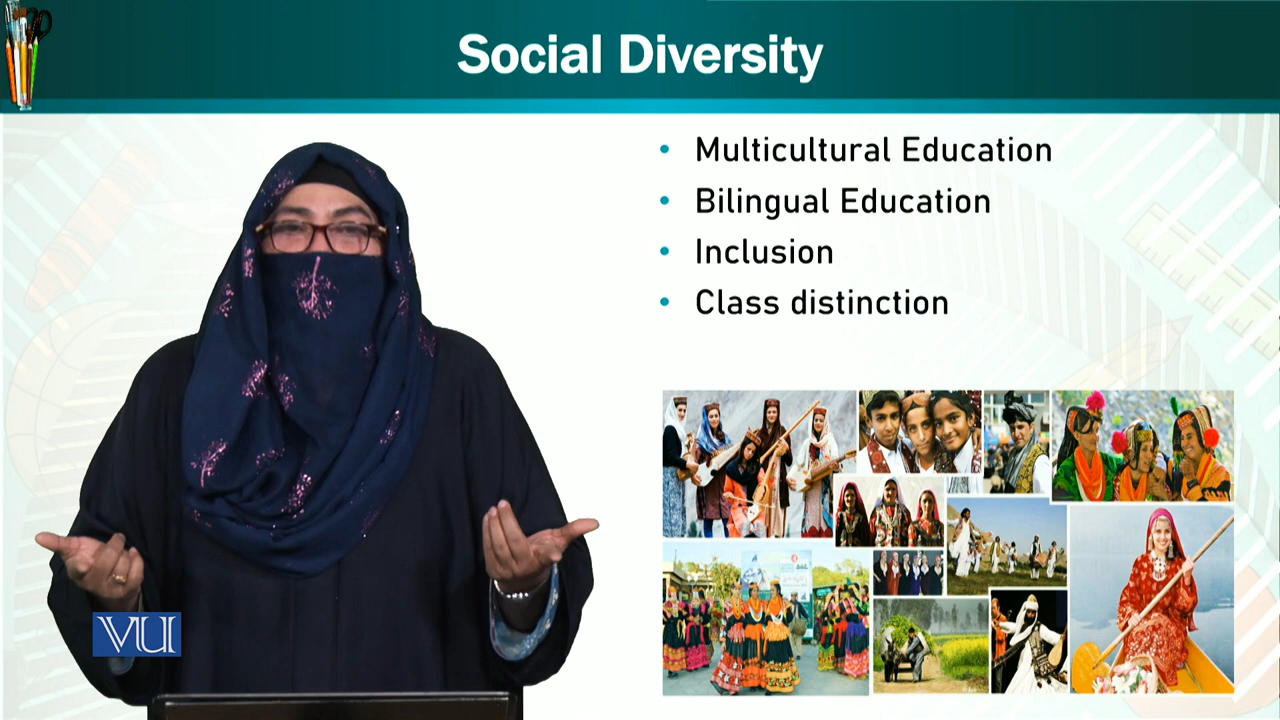 Social Diversity
• Multicultural Education
• Bilingual Education
• Inclusion
• Class distinction
VU